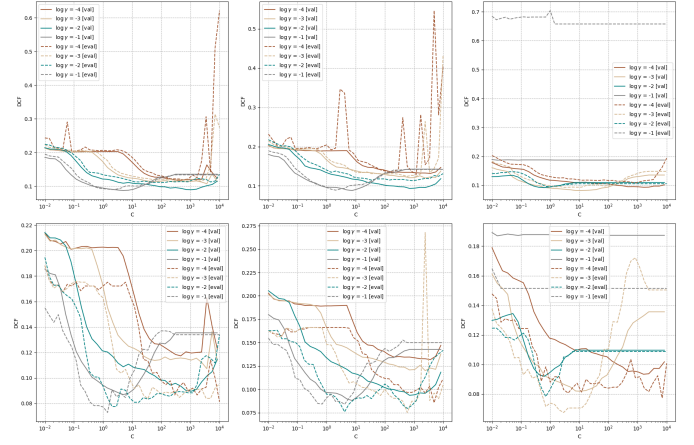 0.6
0.5
0.4
0.3
0.2
0.1
DCF
log γ = -4 [val]
log γ = -3 [val]
log γ = -2 [val]
log γ = -1 [val]
log γ = -4 [eval]
log γ = -3 [eval]
log γ = -2 [eval]
log γ = -1 [eval]
10⁻² 10⁻¹ 10⁰ 10¹ 10² 10³ 10⁴
C
0.5
0.4
0.3
0.2
0.1
DCF
log γ = -4 [val]
log γ = -3 [val]
log γ = -2 [val]
log γ = -1 [val]
log γ = -4 [eval]
log γ = -3 [eval]
log γ = -2 [eval]
log γ = -1 [eval]
10⁻² 10⁻¹ 10⁰ 10¹ 10² 10³ 10⁴
C
0.7
0.6
0.5
0.4
0.3
0.2
0.1
DCF
log γ = -4 [val]
log γ = -3 [val]
log γ = -2 [val]
log γ = -1 [val]
log γ = -4 [eval]
log γ = -3 [eval]
log γ = -2 [eval]
log γ = -1 [eval]
10⁻² 10⁻¹ 10⁰ 10¹ 10² 10³ 10⁴
C
0.22
0.20
0.18
0.16
0.14
0.12
0.10
0.08
DCF
log γ = -4 [val]
log γ = -3 [val]
log γ = -2 [val]
log γ = -1 [val]
log γ = -4 [eval]
log γ = -3 [eval]
log γ = -2 [eval]
log γ = -1 [eval]
10⁻² 10⁻¹ 10⁰ 10¹ 10² 10³ 10⁴
C
0.275
0.250
0.225
0.200
0.175
0.150
0.125
0.100
0.075
DCF
log γ = -4 [val]
log γ = -3 [val]
log γ = -2 [val]
log γ = -1 [val]
log γ = -4 [eval]
log γ = -3 [eval]
log γ = -2 [eval]
log γ = -1 [eval]
10⁻² 10⁻¹ 10⁰ 10¹ 10² 10³ 10⁴
C
0.18
0.16
0.14
0.12
0.10
0.08
DCF
log γ = -4 [val]
log γ = -3 [val]
log γ = -2 [val]
log γ = -1 [val]
log γ = -4 [eval]
log γ = -3 [eval]
log γ = -2 [eval]
log γ = -1 [eval]
10⁻² 10⁻¹ 10⁰ 10¹ 10² 10³ 10⁴
C